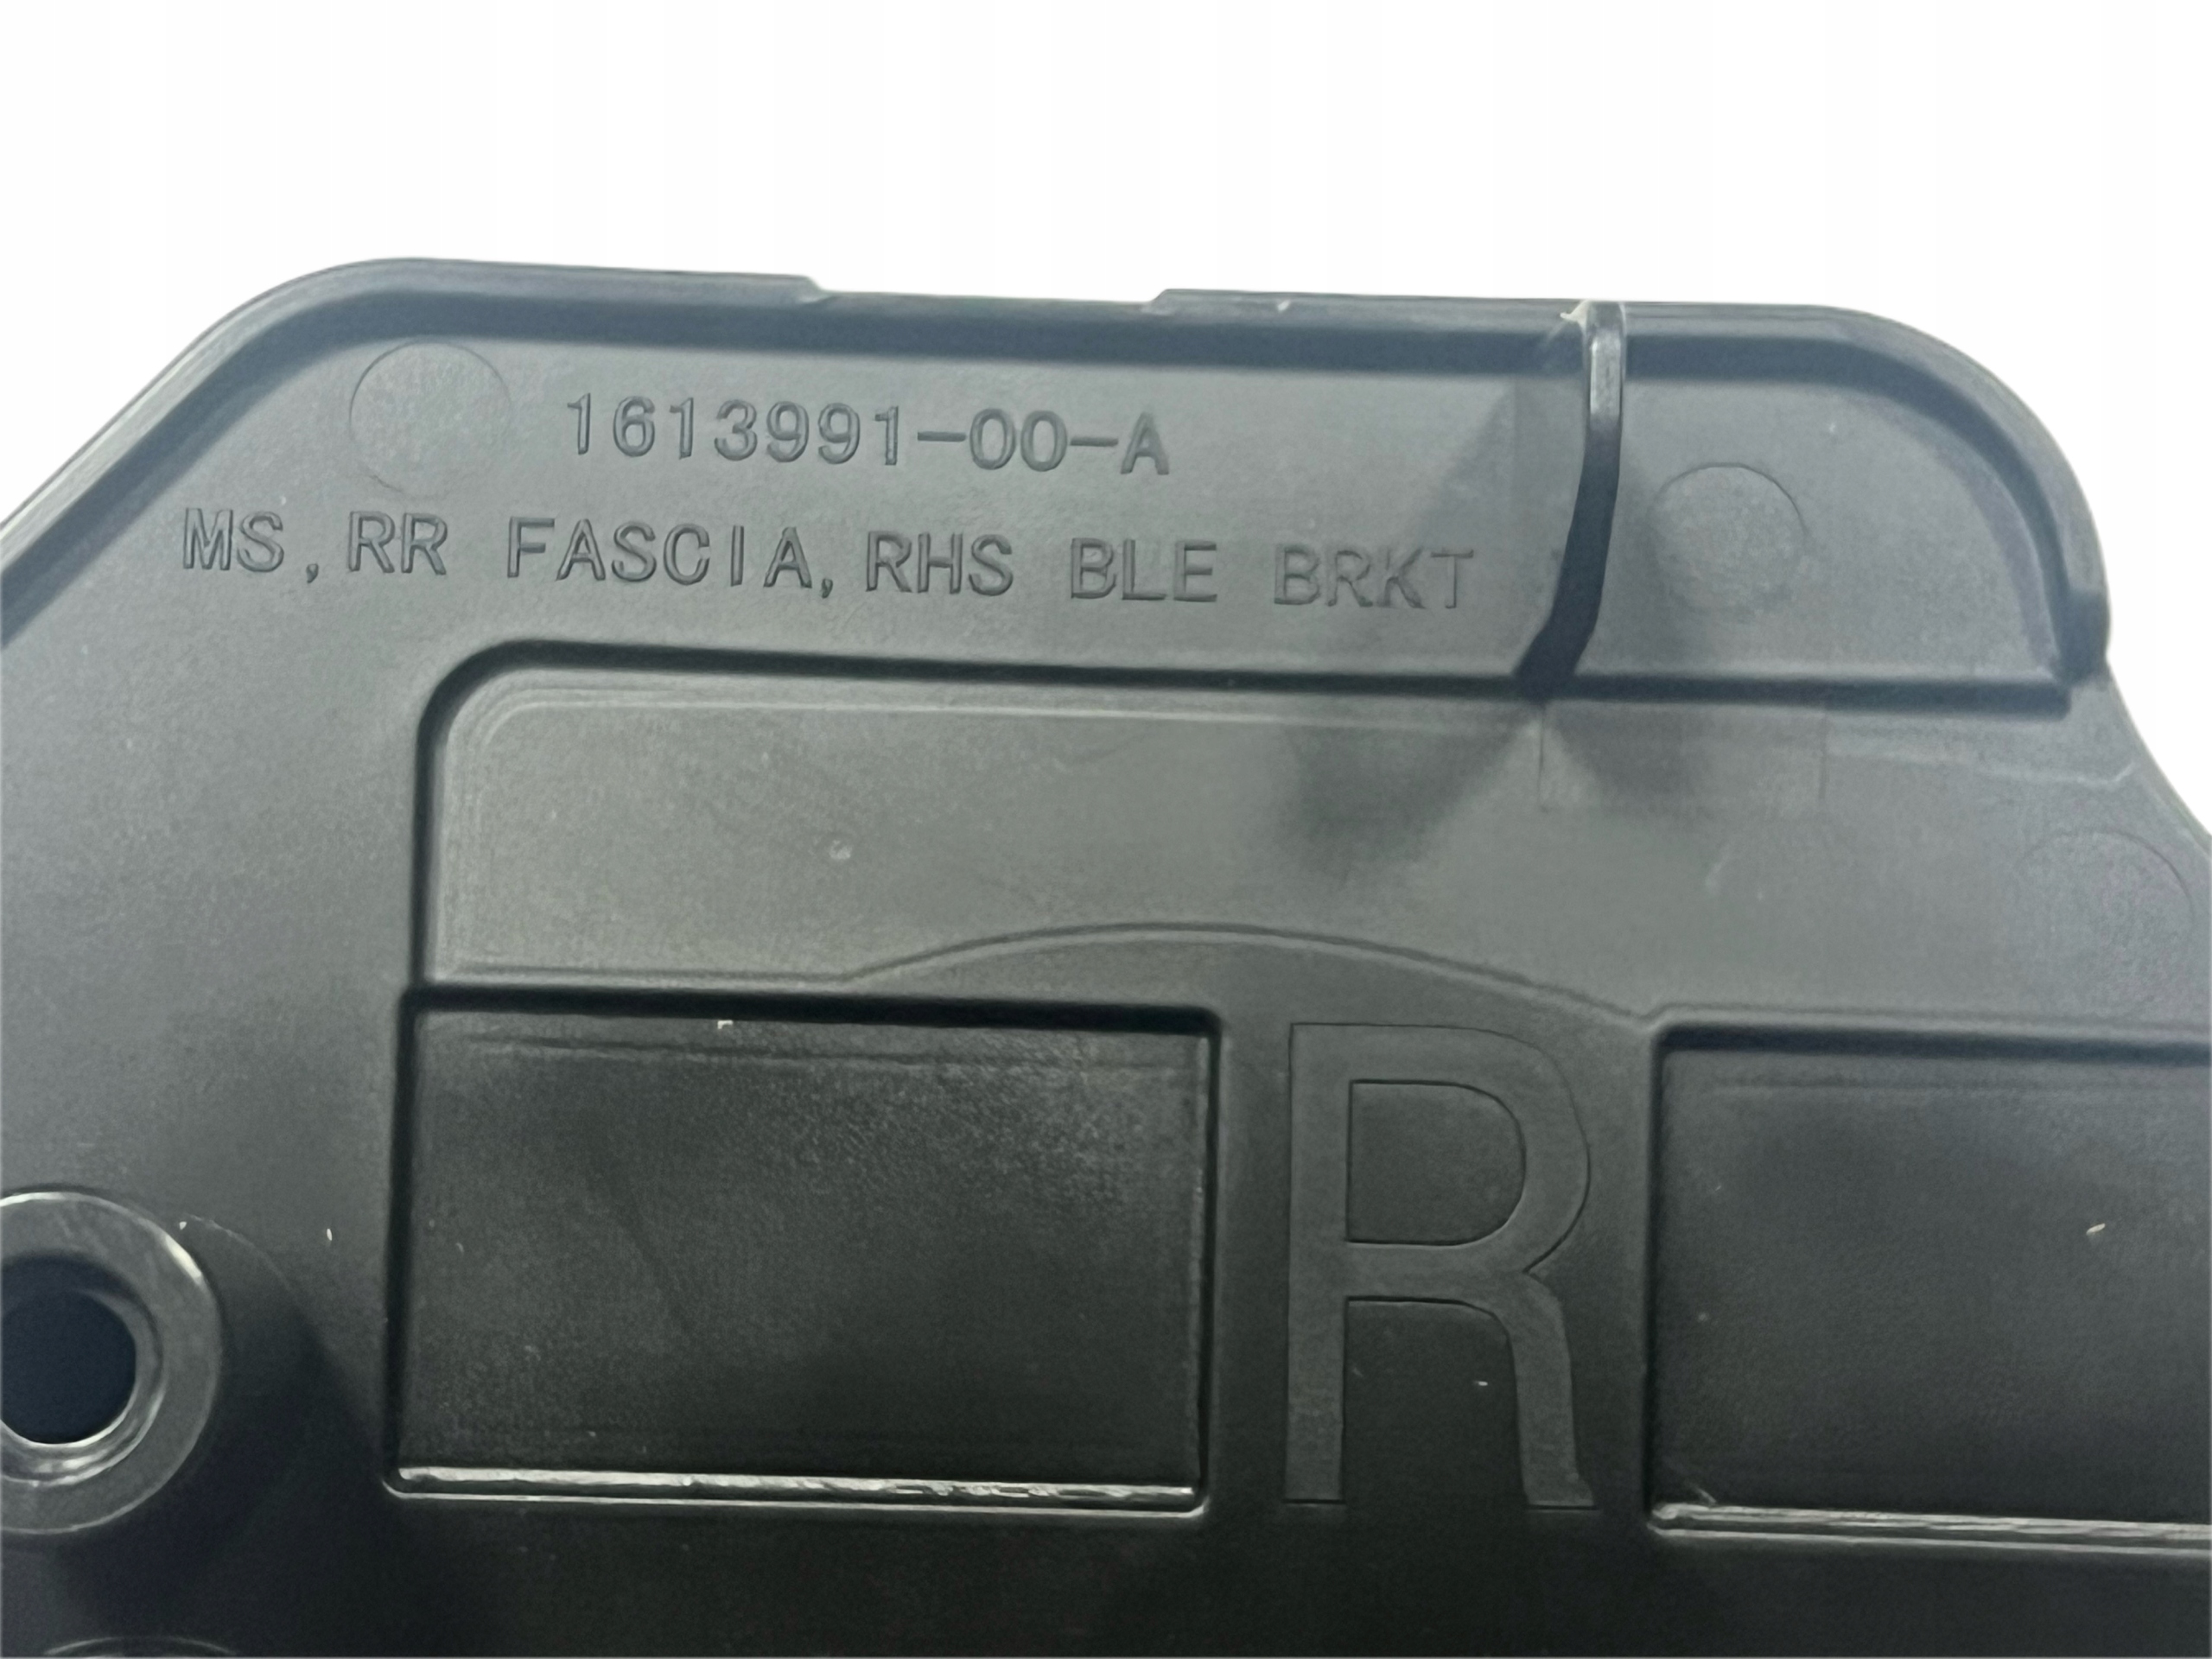 1613991-00-A
MS,RR FASCIA,RHS BLE BRKT
R